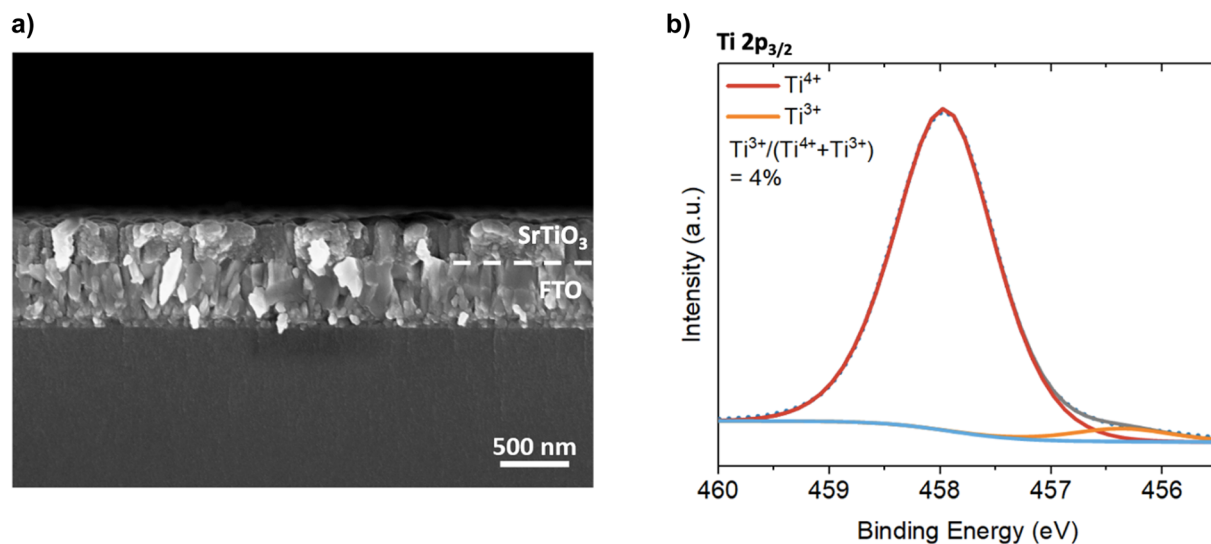 a)
SrTiO₃
FTO
500 nm
b)
Ti 2p₃/₂
Ti⁴⁺
Ti³⁺
Ti³⁺/(Ti⁴⁺+Ti³⁺)
= 4%
Intensity (a.u.)
460 459 458 457 456
Binding Energy (eV)